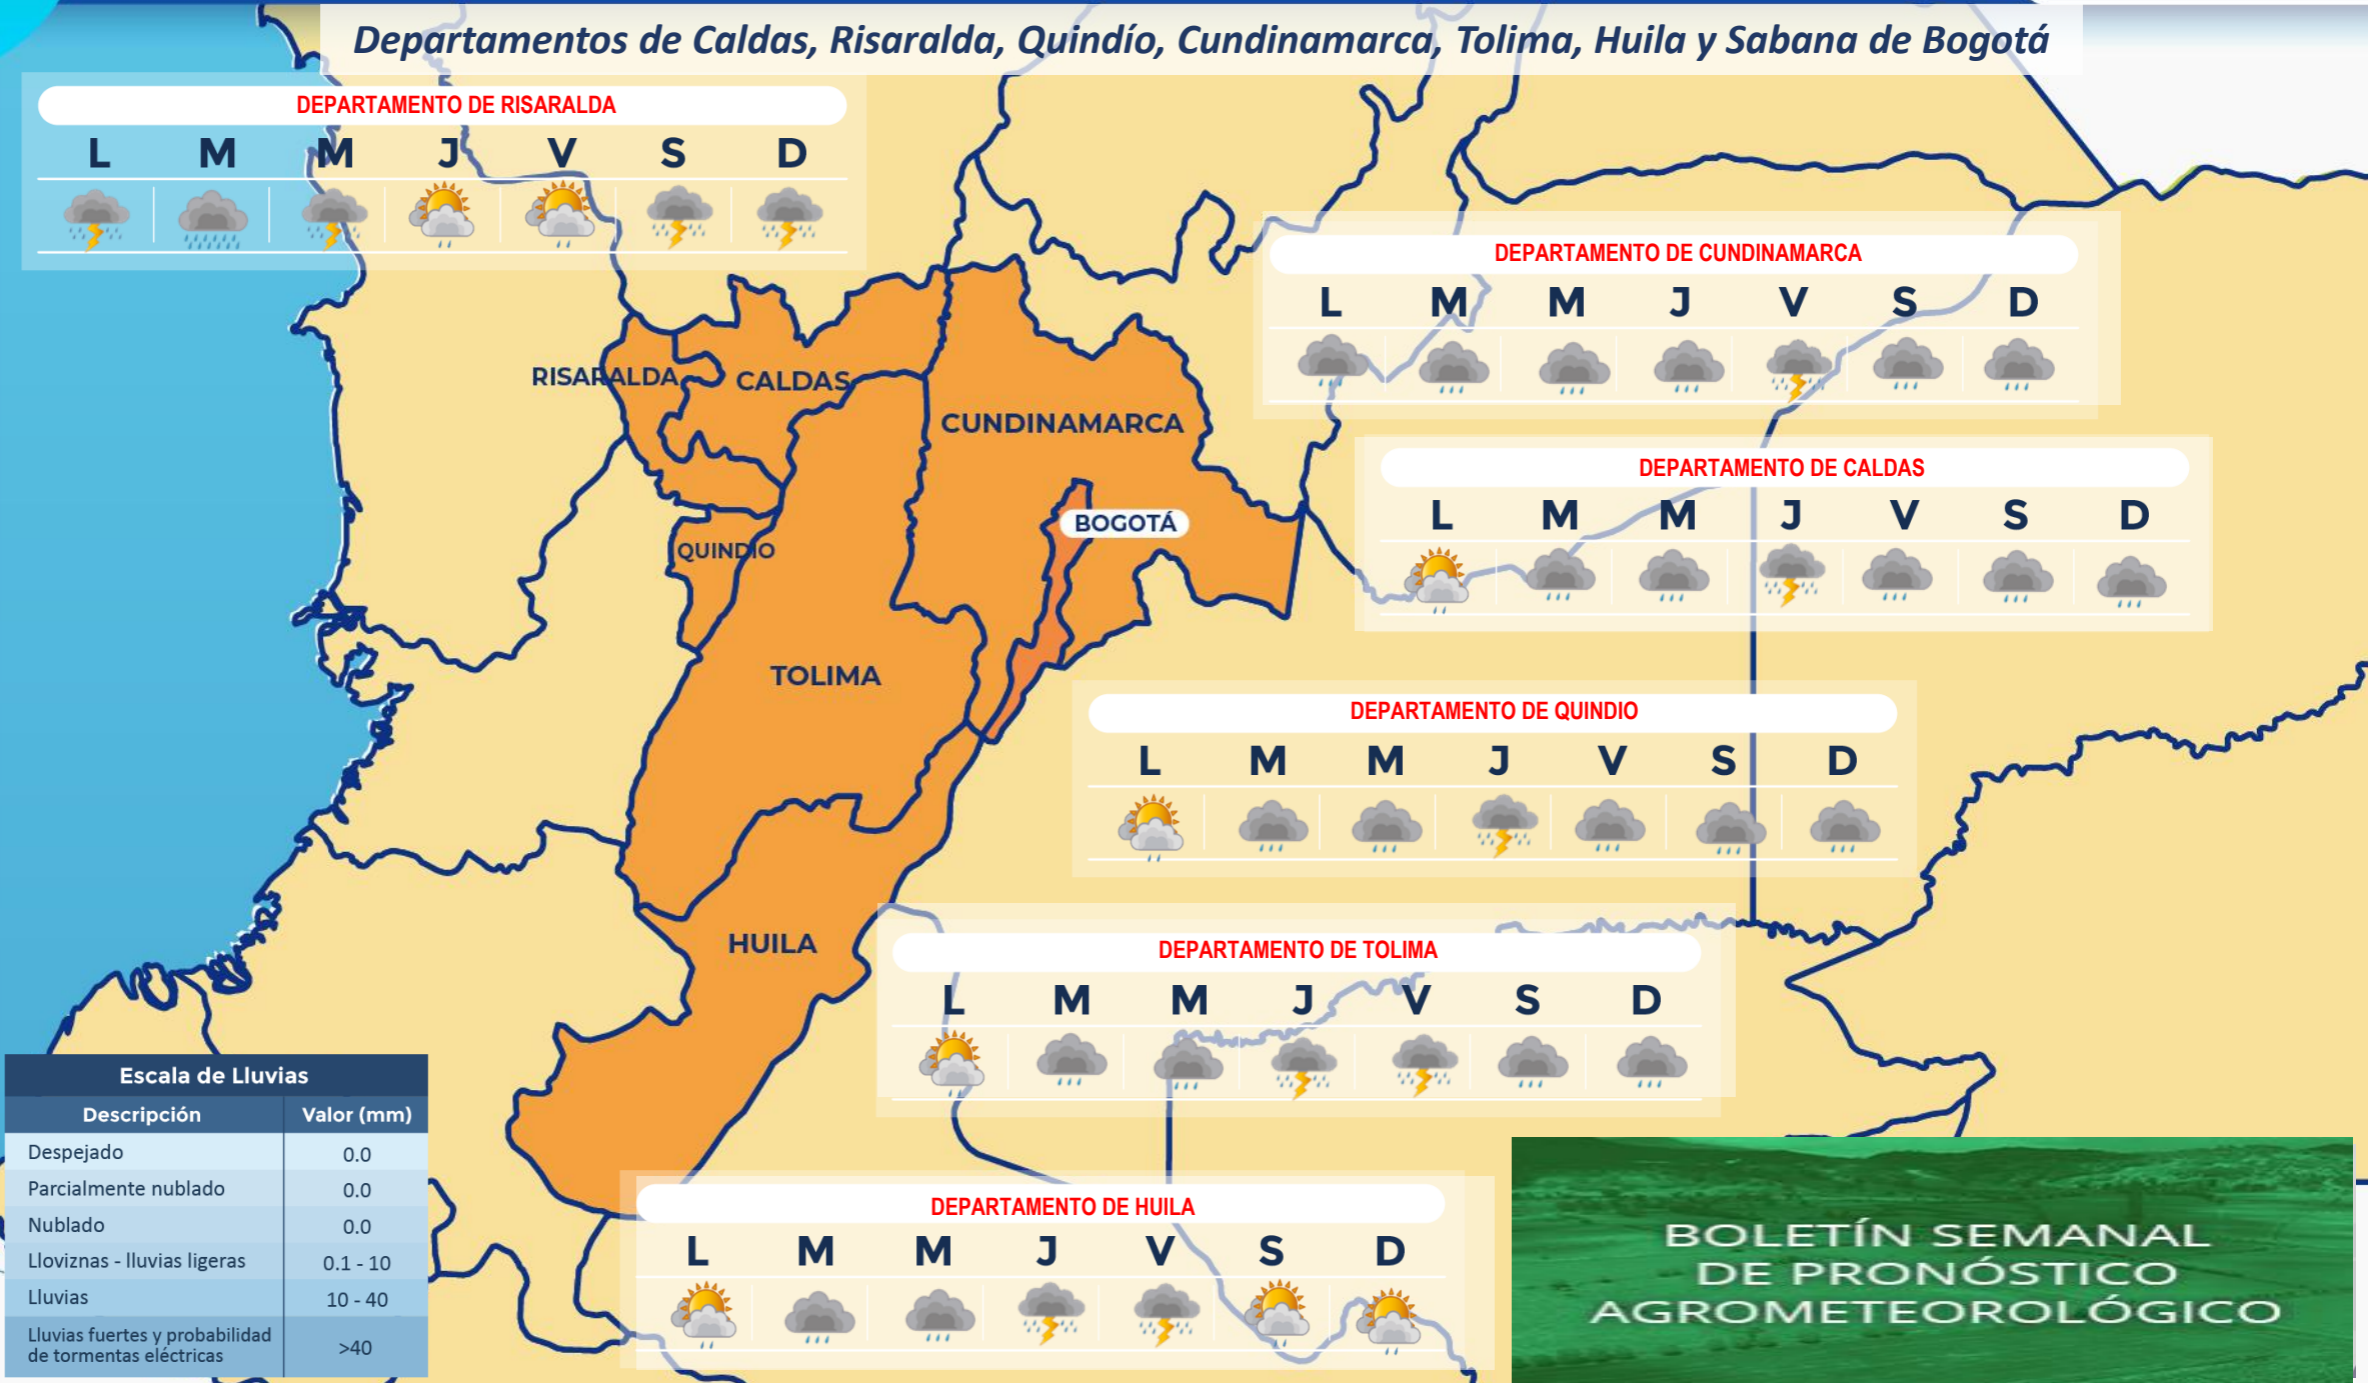 Departamentos de Caldas, Risaralda, Quindío, Cundinamarca, Tolima, Huila y Sabana de Bogotá
DEPARTAMENTO DE RISARALDA
L M M J V S D
DEPARTAMENTO DE CUNDINAMARCA
L M M J V S D
RISARALDA
CALDAS
CUNDINAMARCA
DEPARTAMENTO DE CALDAS
L M M J V S D
BOGOTÁ
QUINDIO
TOLIMA
DEPARTAMENTO DE QUINDIO
L M M J V S D
HUILA
DEPARTAMENTO DE TOLIMA
L M M J V S D
Escala de Lluvias
Descripción Valor (mm)
Despejado 0.0
Parcialmente nublado 0.0
Nublado 0.0
Lloviznas - lluvias ligeras 0.1 - 10
Lluvias 10 - 40
Lluvias fuertes y probabilidad
de tormentas eléctricas >40
DEPARTAMENTO DE HUILA
L M M J V S D
BOLETÍN SEMANAL
DE PRONÓSTICO
AGROMETEOROLÓGICO